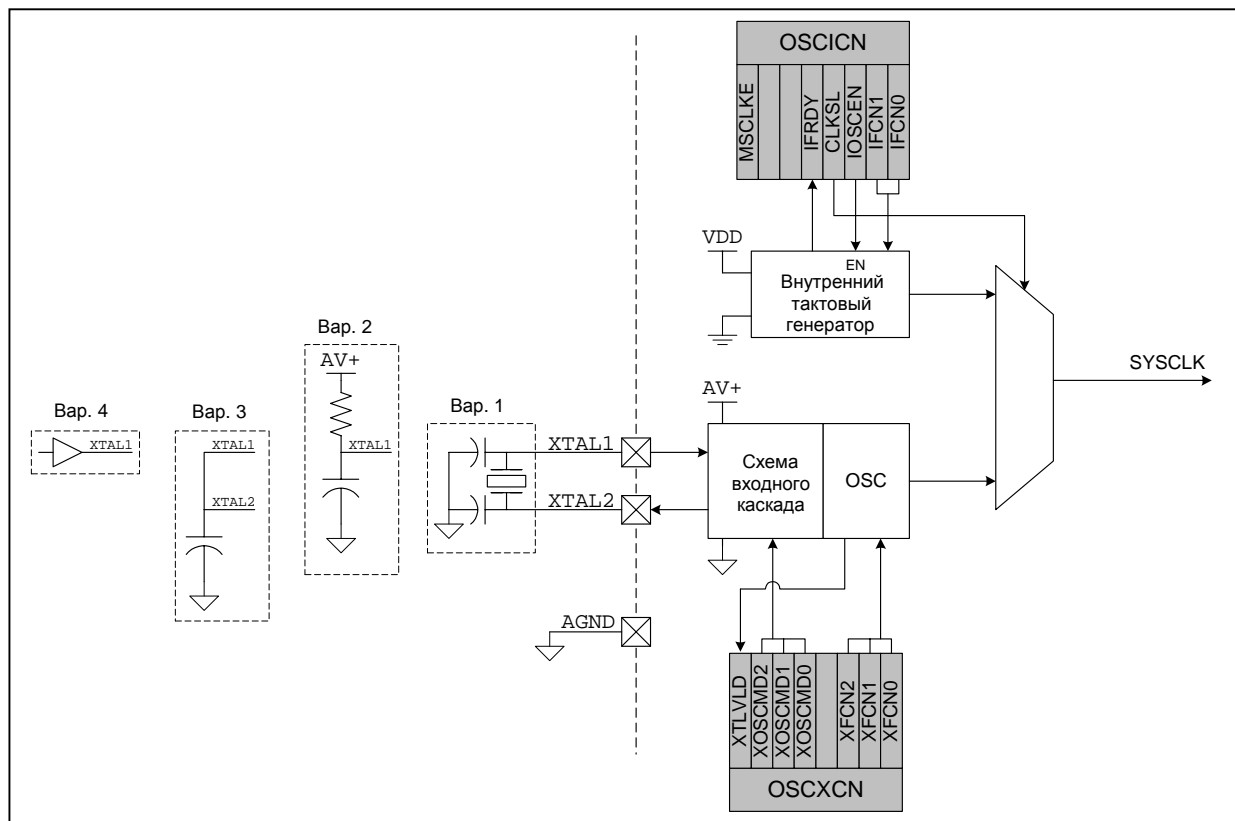 OSCICN
MSCLKE
IFRDY
CLKSL
IOSCEN
IFCN1
IFCN0
VDD
EN
Внутренний
тактовый
генератор
SYSCLK
Вар. 4
XTAL1
Вар. 3
XTAL1
XTAL2
Вар. 2
AV+
XTAL1
Вар. 1
XTAL1
XTAL2
AV+
Схема
входного
каскада
OSC
AGND
XTLVLD
XOSCMD2
XOSCMD1
XOSCMD0
XFCN2
XFCN1
XFCN0
OSCXCN